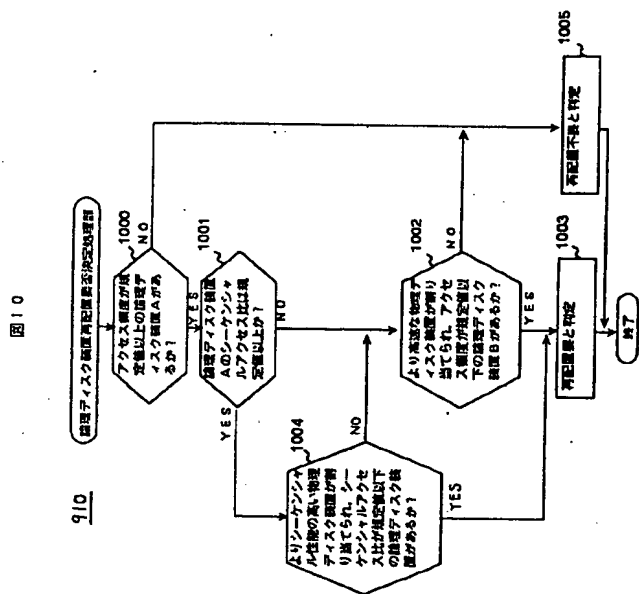 図10
910
論理ディスク装置再配置要否決定処理部
1000
アクセス頻度が規
定値以上の論理デ
ィスク装置Aがあ
るか?
NO
YES
1001
論理ディスク装置
Aのシーケンシャ
ルアクセス比は規
定値以上か?
YES
NO
1004
よりシーケンシャ
ル性能の高い物理
ディスク装置が割
り当てられ、シー
ケンシャルアクセ
ス比が規定値以下
の論理ディスク装
置があるか?
NO
YES
1002
より高速な物理デ
ィスク装置が割り
当てられ、アクセ
ス頻度が規定値以
下の論理ディスク
装置Bがあるか?
NO
YES
1003
再配置要と判定
1005
再配置不要と判定
終了